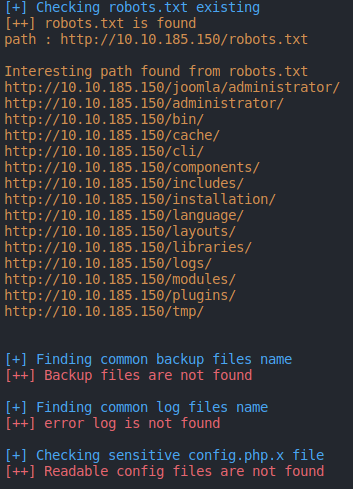 [+] Checking robots.txt existing
[++] robots.txt is found
path : http://10.10.185.150/robots.txt
Interesting path found from robots.txt
http://10.10.185.150/joomla/administrator/
http://10.10.185.150/administrator/
http://10.10.185.150/bin/
http://10.10.185.150/cache/
http://10.10.185.150/cli/
http://10.10.185.150/components/
http://10.10.185.150/includes/
http://10.10.185.150/installation/
http://10.10.185.150/language/
http://10.10.185.150/layouts/
http://10.10.185.150/libraries/
http://10.10.185.150/logs/
http://10.10.185.150/modules/
http://10.10.185.150/plugins/
http://10.10.185.150/tmp/
[+] Finding common backup files name
[++] Backup files are not found
[+] Finding common log files name
[++] error log is not found
[+] Checking sensitive config.php.x file
[++] Readable config files are not found